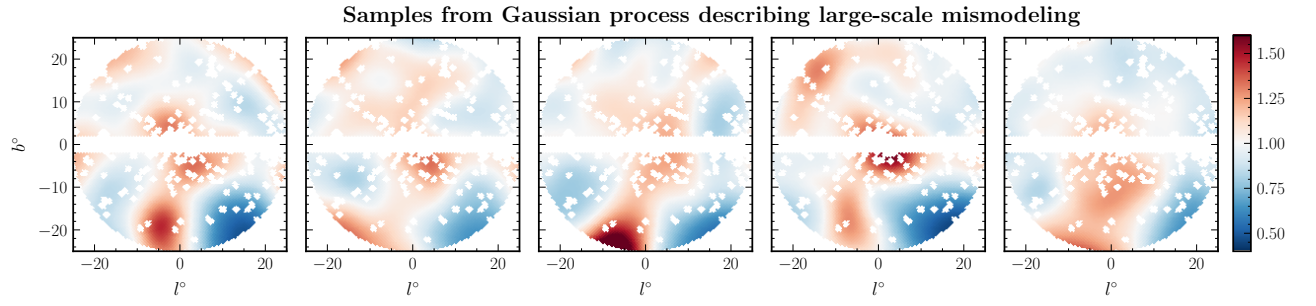 Samples from Gaussian process describing large-scale mismodeling
20
10
0
−10
−20
b°
−20 0 20
l°
−20 0 20
l°
−20 0 20
l°
−20 0 20
l°
−20 0 20
l°
1.50
1.25
1.00
0.75
0.50